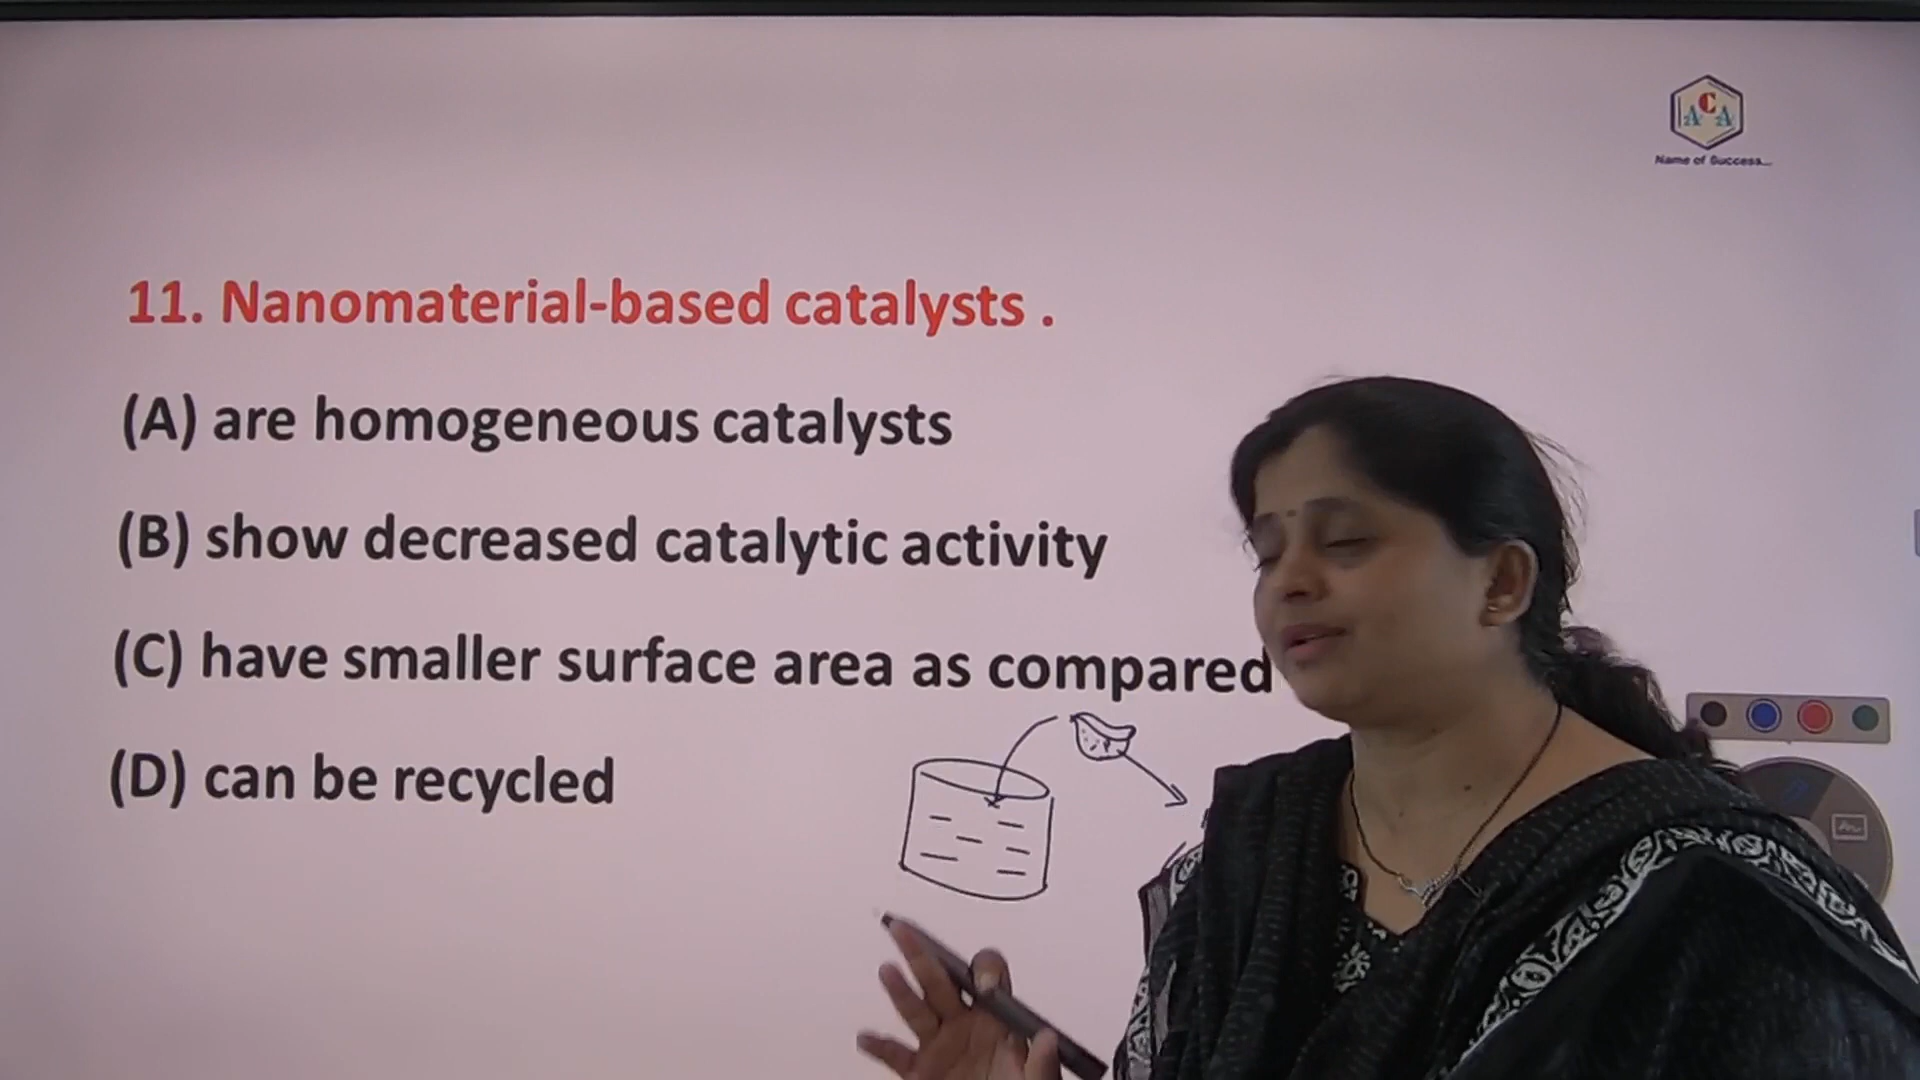 ACA
Name of Success...
11. Nanomaterial-based catalysts .
(A) are homogeneous catalysts
(B) show decreased catalytic activity
(C) have smaller surface area as compared
(D) can be recycled